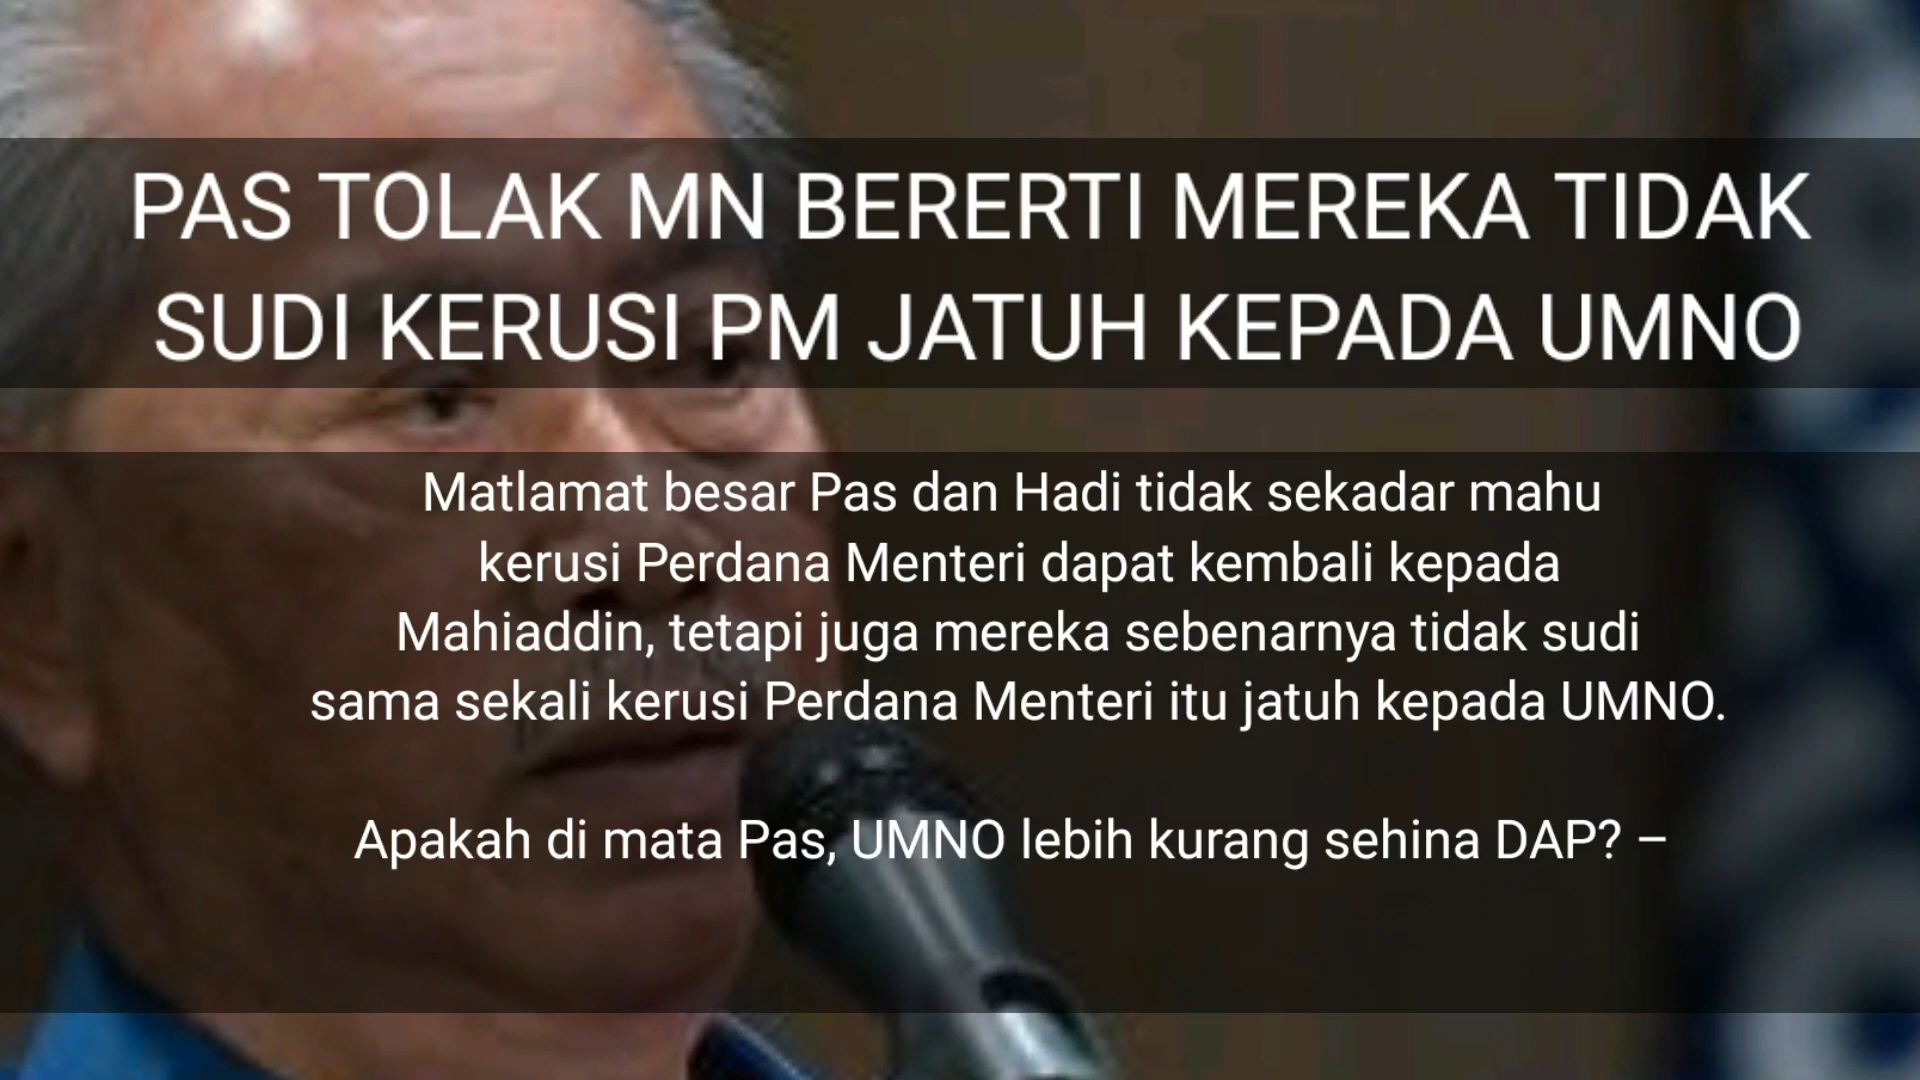 PAS TOLAK MN BERERTI MEREKA TIDAK
SUDI KERUSI PM JATUH KEPADA UMNO
Matlamat besar Pas dan Hadi tidak sekadar mahu
kerusi Perdana Menteri dapat kembali kepada
Mahiaddin, tetapi juga mereka sebenarnya tidak sudi
sama sekali kerusi Perdana Menteri itu jatuh kepada UMNO.
Apakah di mata Pas, UMNO lebih kurang sehina DAP? –